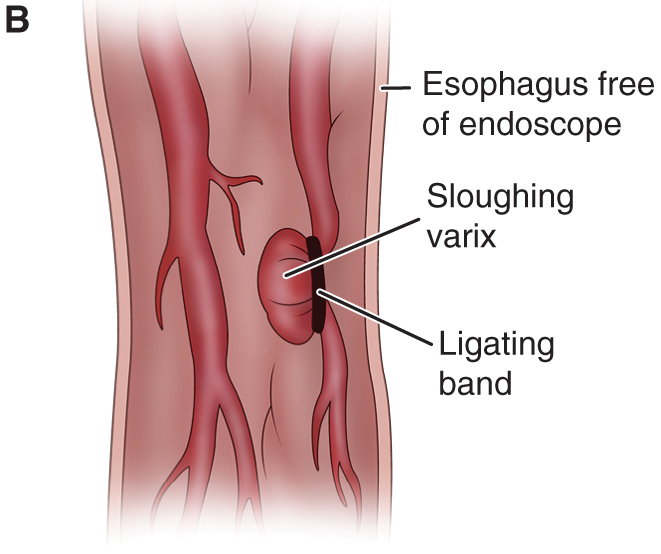 B
Esophagus free
of endoscope
Sloughing
varix
Ligating
band